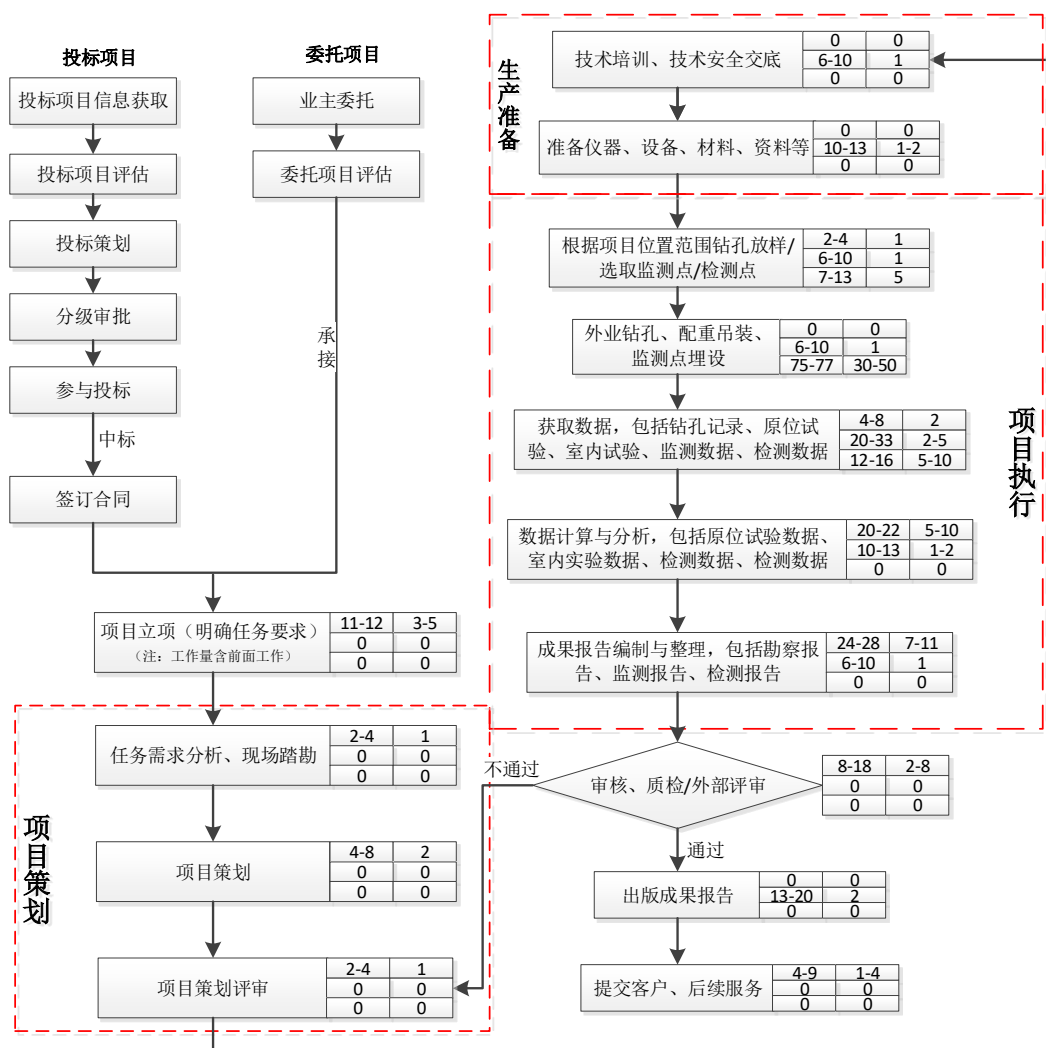 投标项目
投标项目信息获取
投标项目评估
投标策划
分级审批
参与投标
中标
签订合同
委托项目
业主委托
委托项目评估
承
接
项目立项（明确任务要求）
（注：工作量含前面工作）
11-12 3-5
0 0
0 0
项目策划
任务需求分析、现场踏勘
2-4 1
0 0
0 0
项目策划
4-8 2
0 0
0 0
项目策划评审
2-4 1
0 0
0 0
生产准备
技术培训、技术安全交底
0 0
6-10 1
0 0
准备仪器、设备、材料、资料等
0 0
10-13 1-2
0 0
项目执行
根据项目位置范围钻孔放样/
选取监测点/检测点
2-4 1
6-10 1
7-13 5
外业钻孔、配重吊装、
监测点埋设
0 0
6-10 1
75-77 30-50
获取数据，包括钻孔记录、原位试
验、室内试验、监测数据、检测数据
4-8 2
20-33 2-5
12-16 5-10
数据计算与分析，包括原位试验数据、
室内实验数据、检测数据、检测数据
20-22 5-10
10-13 1-2
0 0
成果报告编制与整理，包括勘察报
告、监测报告、检测报告
24-28 7-11
6-10 1
0 0
不通过
审核、质检/外部评审
8-18 2-8
0 0
0 0
通过
出版成果报告
0 0
13-20 2
0 0
提交客户、后续服务
4-9 1-4
0 0
0 0